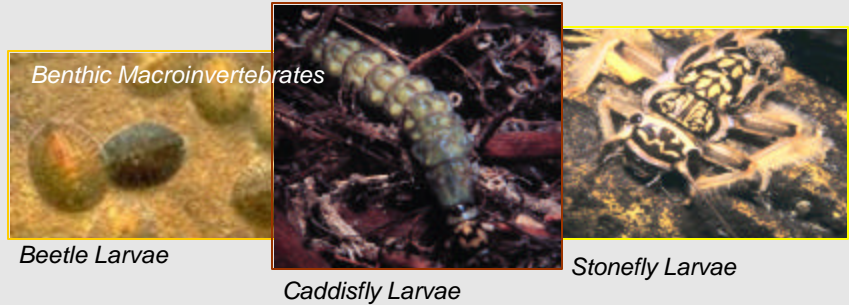 Benthic Macroinvertebrates
Beetle Larvae
Caddisfly Larvae
Stonefly Larvae